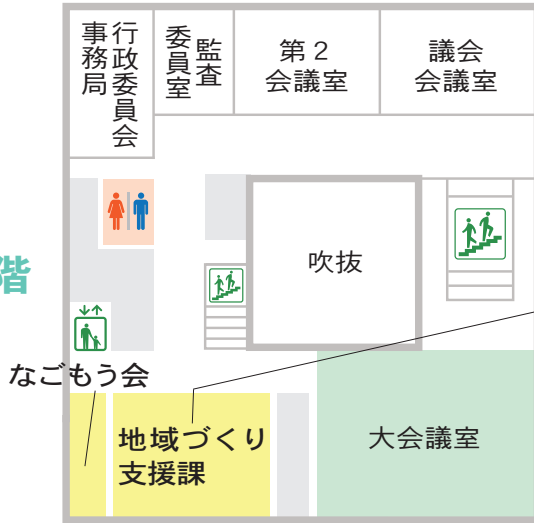 行政委員会
事務局
監査
委員室
第2
会議室
議会
会議室
吹抜
階
なごもう会
地域づくり
支援課
大会議室